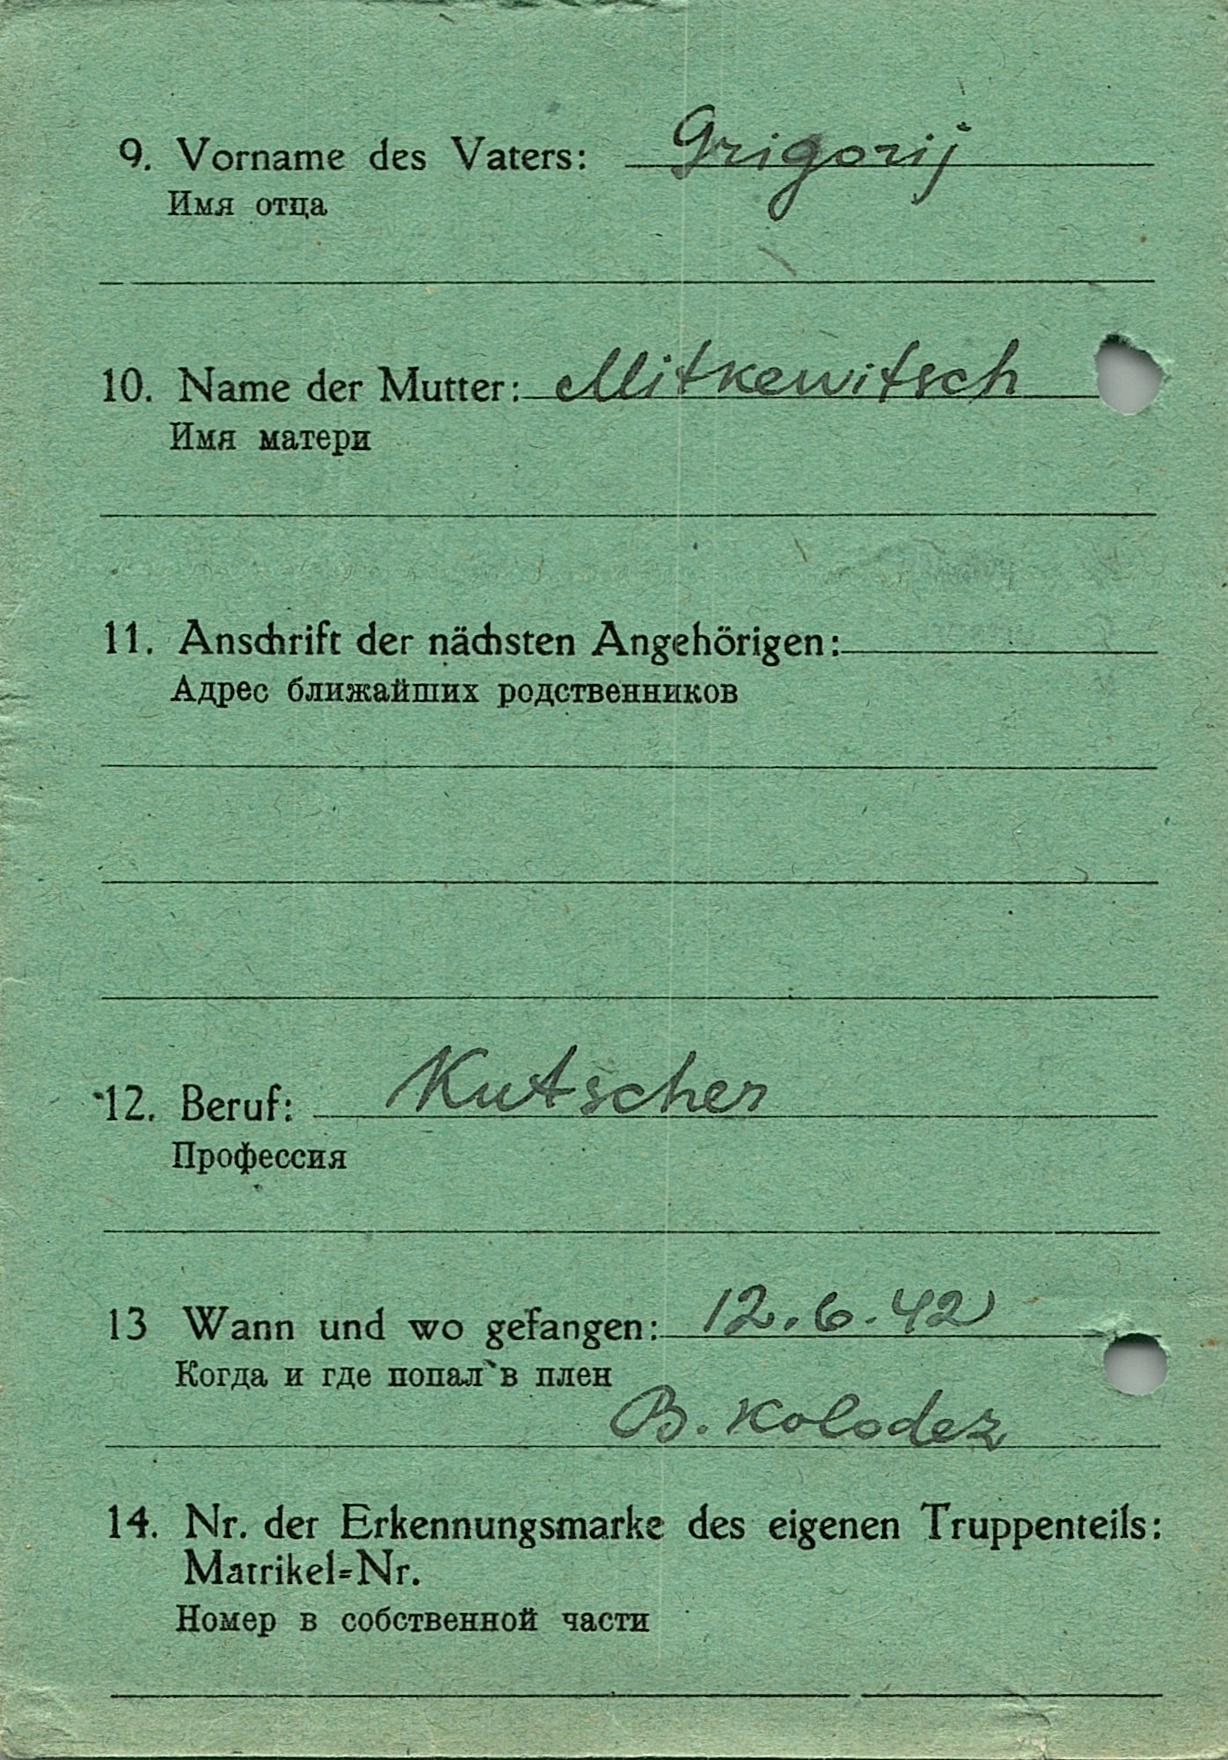 9. Vorname des Vaters: Grigorij
Имя отца
10. Name der Mutter: Mitkewitsch
Имя матери
11. Anschrift der nächsten Angehörigen:
Адрес ближайших родственников
12. Beruf: Kutscher
Профессия
13 Wann und wo gefangen: 12.6.42
Когда и где попал в плен
B. Kolodez
14. Nr. der Erkennungsmarke des eigenen Truppenteils:
Matrikel=Nr.
Номер в собственной части